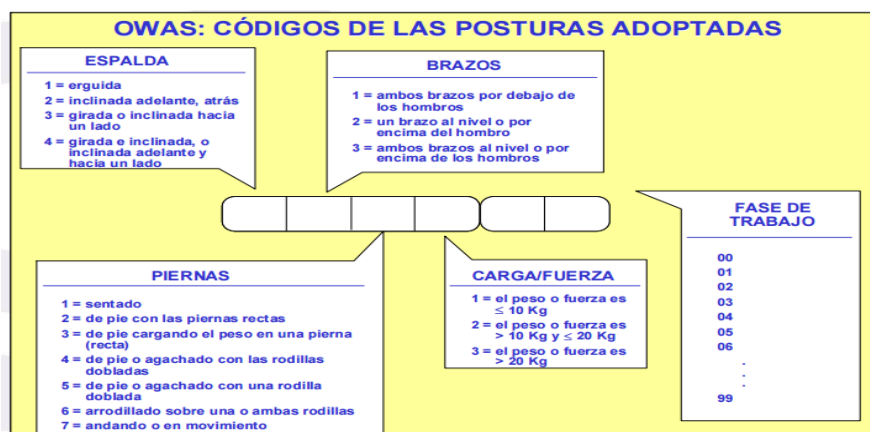 OWAS: CÓDIGOS DE LAS POSTURAS ADOPTADAS
ESPALDA
1 = erguida
2 = inclinada adelante, atrás
3 = girada o inclinada hacia
un lado
4 = girada e inclinada, o
inclinada adelante y
hacia un lado
BRAZOS
1 = ambos brazos por debajo de
los hombros
2 = un brazo al nivel o por
encima del hombro
3 = ambos brazos al nivel o por
encima de los hombros
PIERNAS
1 = sentado
2 = de pie con las piernas rectas
3 = de pie cargando el peso en una pierna
(recta)
4 = de pie o agachado con las rodillas
dobladas
5 = de pie o agachado con una rodilla
doblada
6 = arrodillado sobre una o ambas rodillas
7 = andando o en movimiento
CARGA/FUERZA
1 = el peso o fuerza es
≤ 10 Kg
2 = el peso o fuerza es
> 10 Kg y ≤ 20 Kg
3 = el peso o fuerza es
> 20 Kg
FASE DE
TRABAJO
00
01
02
03
04
05
06
.
.
.
99